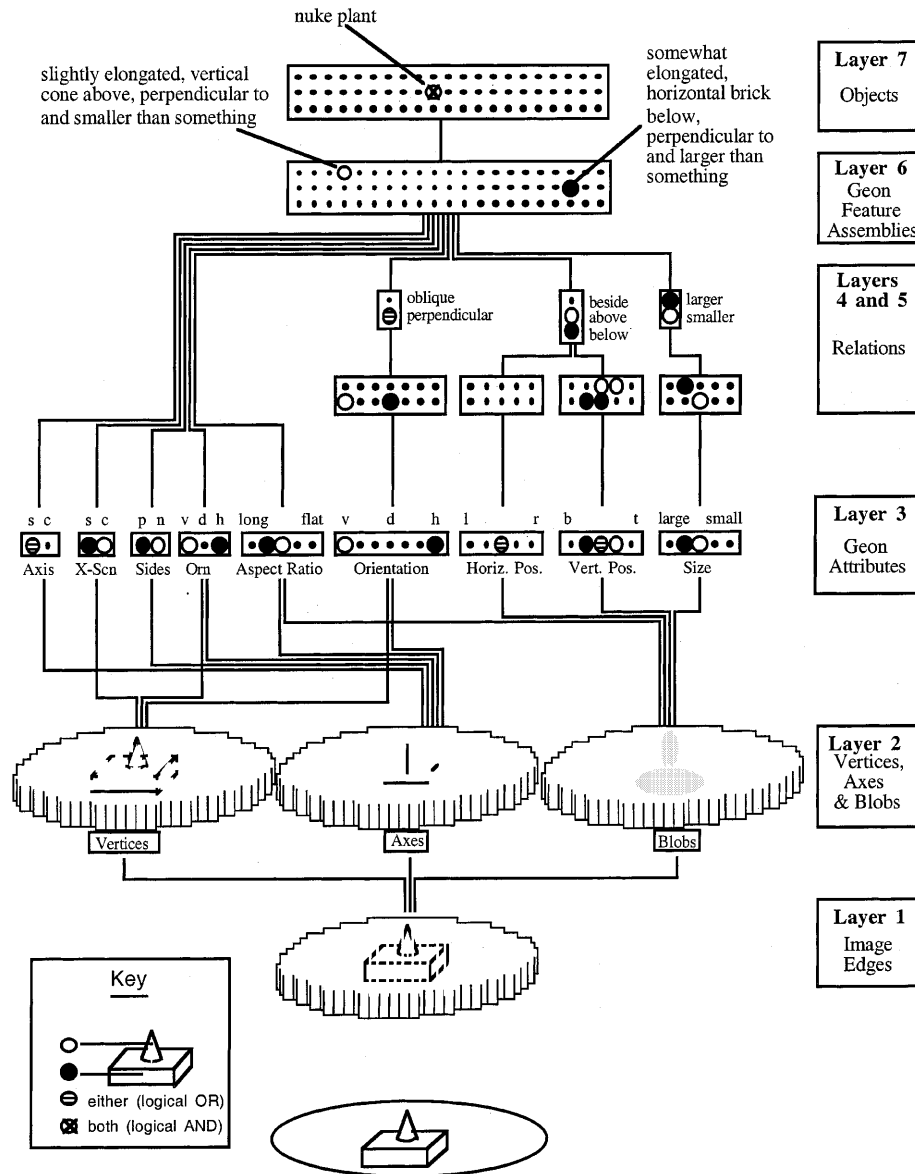 nuke plant
slightly elongated, vertical
cone above, perpendicular to
and smaller than something
somewhat
elongated,
horizontal brick
below,
perpendicular to
and larger than
something
Layer 7
Objects
Layer 6
Geon
Feature
Assemblies
Layers
4 and 5
Relations
oblique
perpendicular
beside
above
below
larger
smaller
s c
s c
p n
v d h
long flat
v d h
l r
b t
large small
Axis
X-Scn
Sides
Orn
Aspect Ratio
Orientation
Horiz. Pos.
Vert. Pos.
Size
Layer 3
Geon
Attributes
Layer 2
Vertices,
Axes
& Blobs
Vertices
Axes
Blobs
Layer 1
Image
Edges
Key
either (logical OR)
both (logical AND)